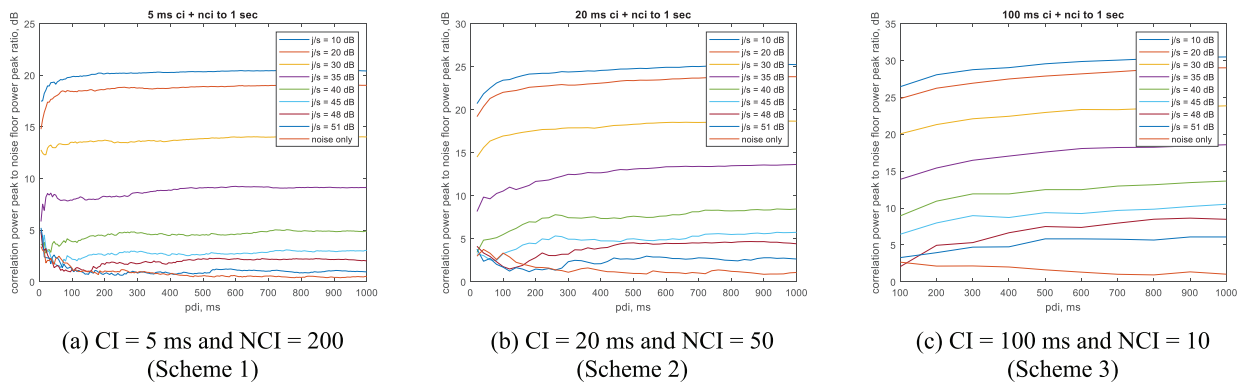 5 ms ci + nci to 1 sec
correlation power peak to noise floor power peak ratio, dB
25
20
15
10
5
0
0 100 200 300 400 500 600 700 800 900 1000
pdi, ms
j/s = 10 dB
j/s = 20 dB
j/s = 30 dB
j/s = 35 dB
j/s = 40 dB
j/s = 45 dB
j/s = 48 dB
j/s = 51 dB
noise only
(a) CI = 5 ms and NCI = 200
(Scheme 1)
20 ms ci + nci to 1 sec
correlation power peak to noise floor power peak ratio, dB
30
25
20
15
10
5
0
0 100 200 300 400 500 600 700 800 900 1000
pdi, ms
j/s = 10 dB
j/s = 20 dB
j/s = 30 dB
j/s = 35 dB
j/s = 40 dB
j/s = 45 dB
j/s = 48 dB
j/s = 51 dB
noise only
(b) CI = 20 ms and NCI = 50
(Scheme 2)
100 ms ci + nci to 1 sec
correlation power peak to noise floor power peak ratio, dB
35
30
25
20
15
10
5
0
100 200 300 400 500 600 700 800 900 1000
pdi, ms
j/s = 10 dB
j/s = 20 dB
j/s = 30 dB
j/s = 35 dB
j/s = 40 dB
j/s = 45 dB
j/s = 48 dB
j/s = 51 dB
noise only
(c) CI = 100 ms and NCI = 10
(Scheme 3)